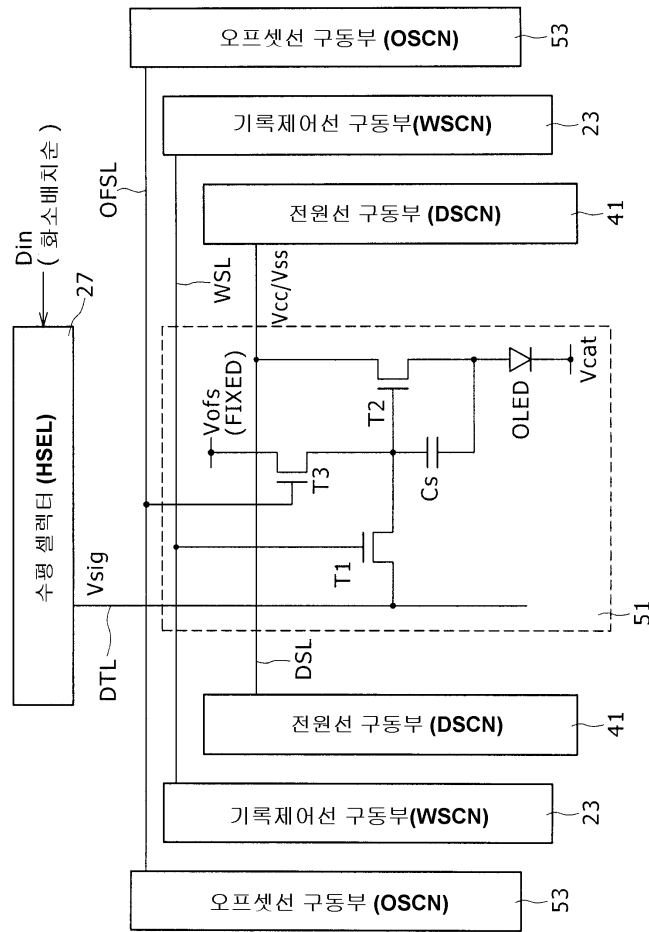 오프셋선 구동부 (OSCN)
53
기록제어선 구동부(WSCN)
23
전원선 구동부 (DSCN)
41
Din
( 화소배치순 )
27
수평 셀렉터 (HSEL)
OFSL
WSL
Vcc/Vss
Vofs
(FIXED)
T2
T3
Cs
OLED
Vcat
T1
Vsig
DTL
DSL
51
전원선 구동부 (DSCN)
41
기록제어선 구동부(WSCN)
23
오프셋선 구동부 (OSCN)
53